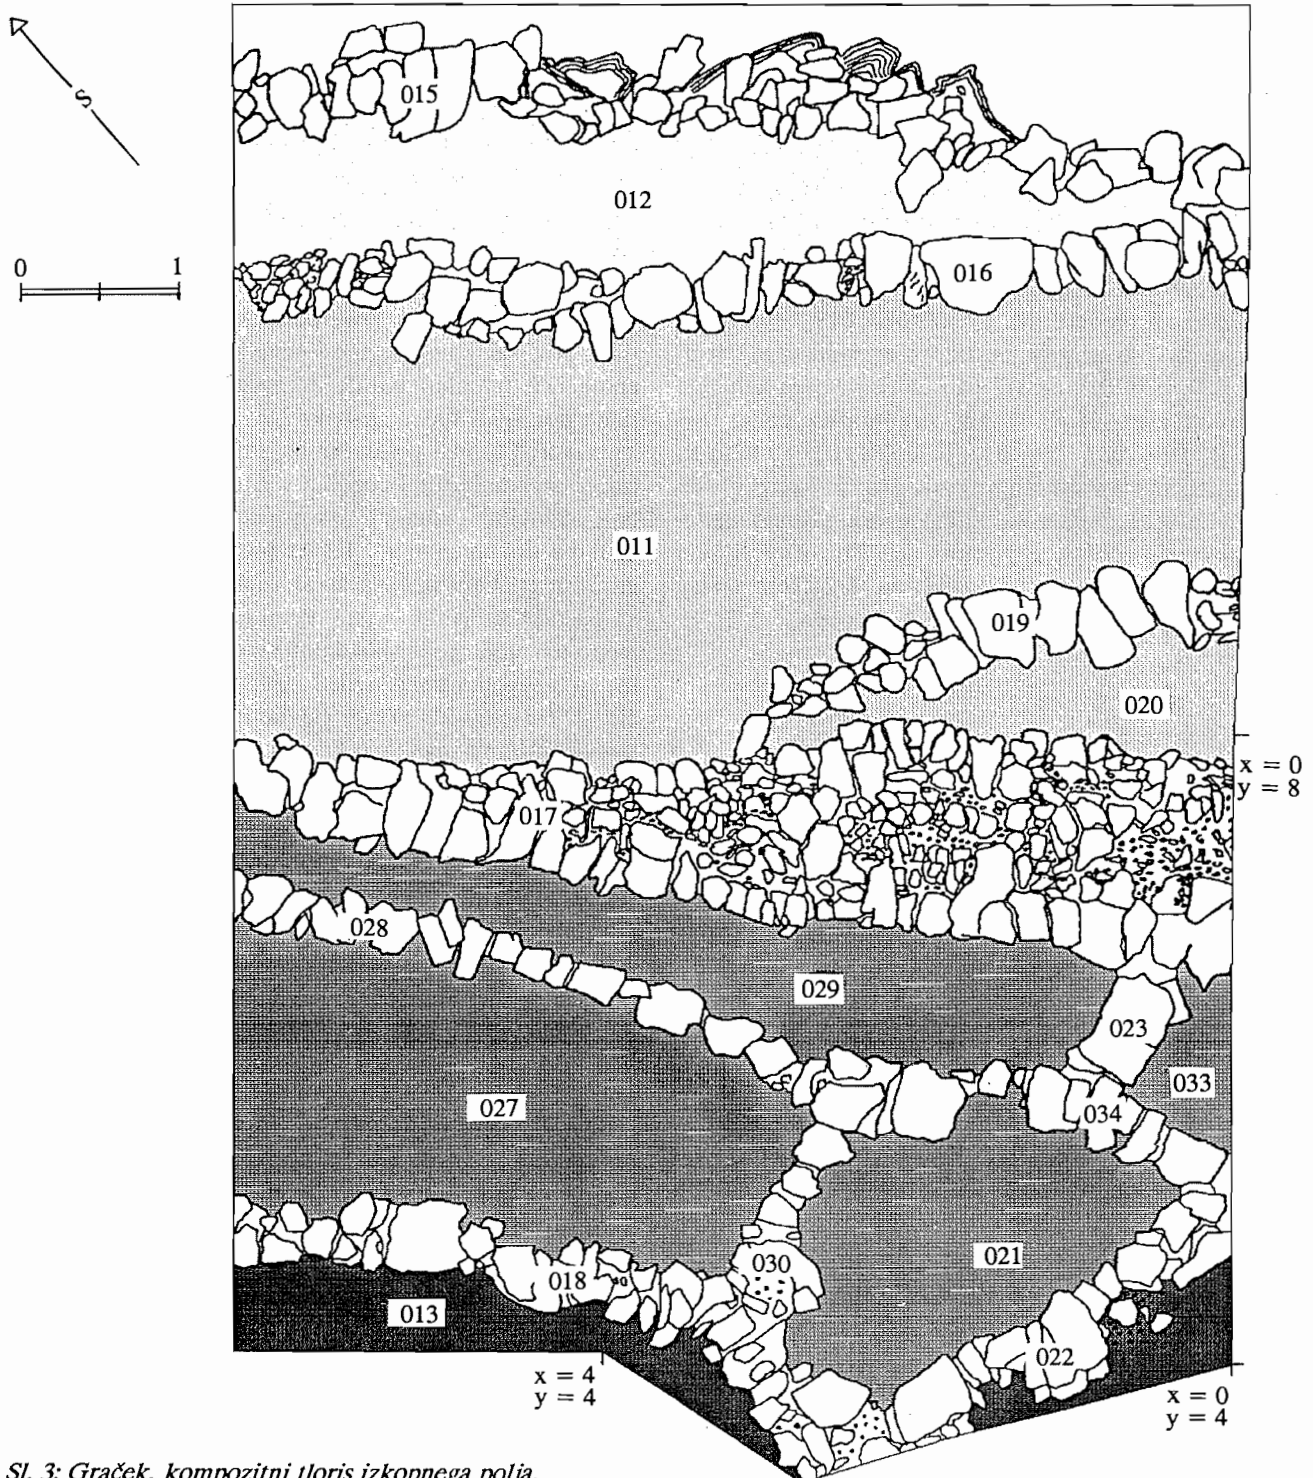 S
015
012
0 1
016
011
019
020
x = 0
y = 8
017
028
029
023
033
034
027
021
030
018
013
022
x = 4
y = 4
x = 0
y = 4
Sl. 3: Graček, kompozitni tloris izkopnega polja